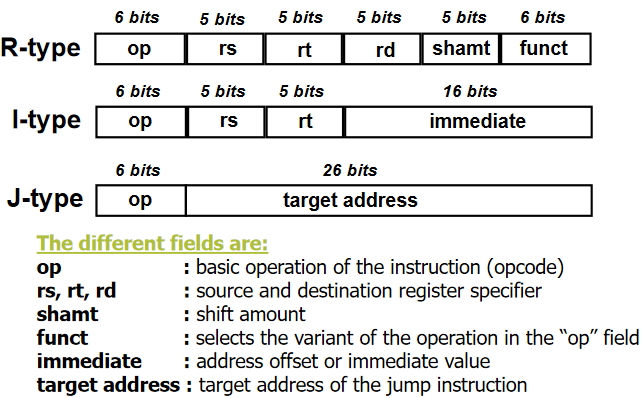 6 bits 5 bits 5 bits 5 bits 5 bits 6 bits
R-type op rs rt rd shamt funct
6 bits 5 bits 5 bits 16 bits
I-type op rs rt immediate
6 bits 26 bits
J-type op target address
The different fields are:
op : basic operation of the instruction (opcode)
rs, rt, rd : source and destination register specifier
shamt : shift amount
funct : selects the variant of the operation in the “op” field
immediate : address offset or immediate value
target address : target address of the jump instruction